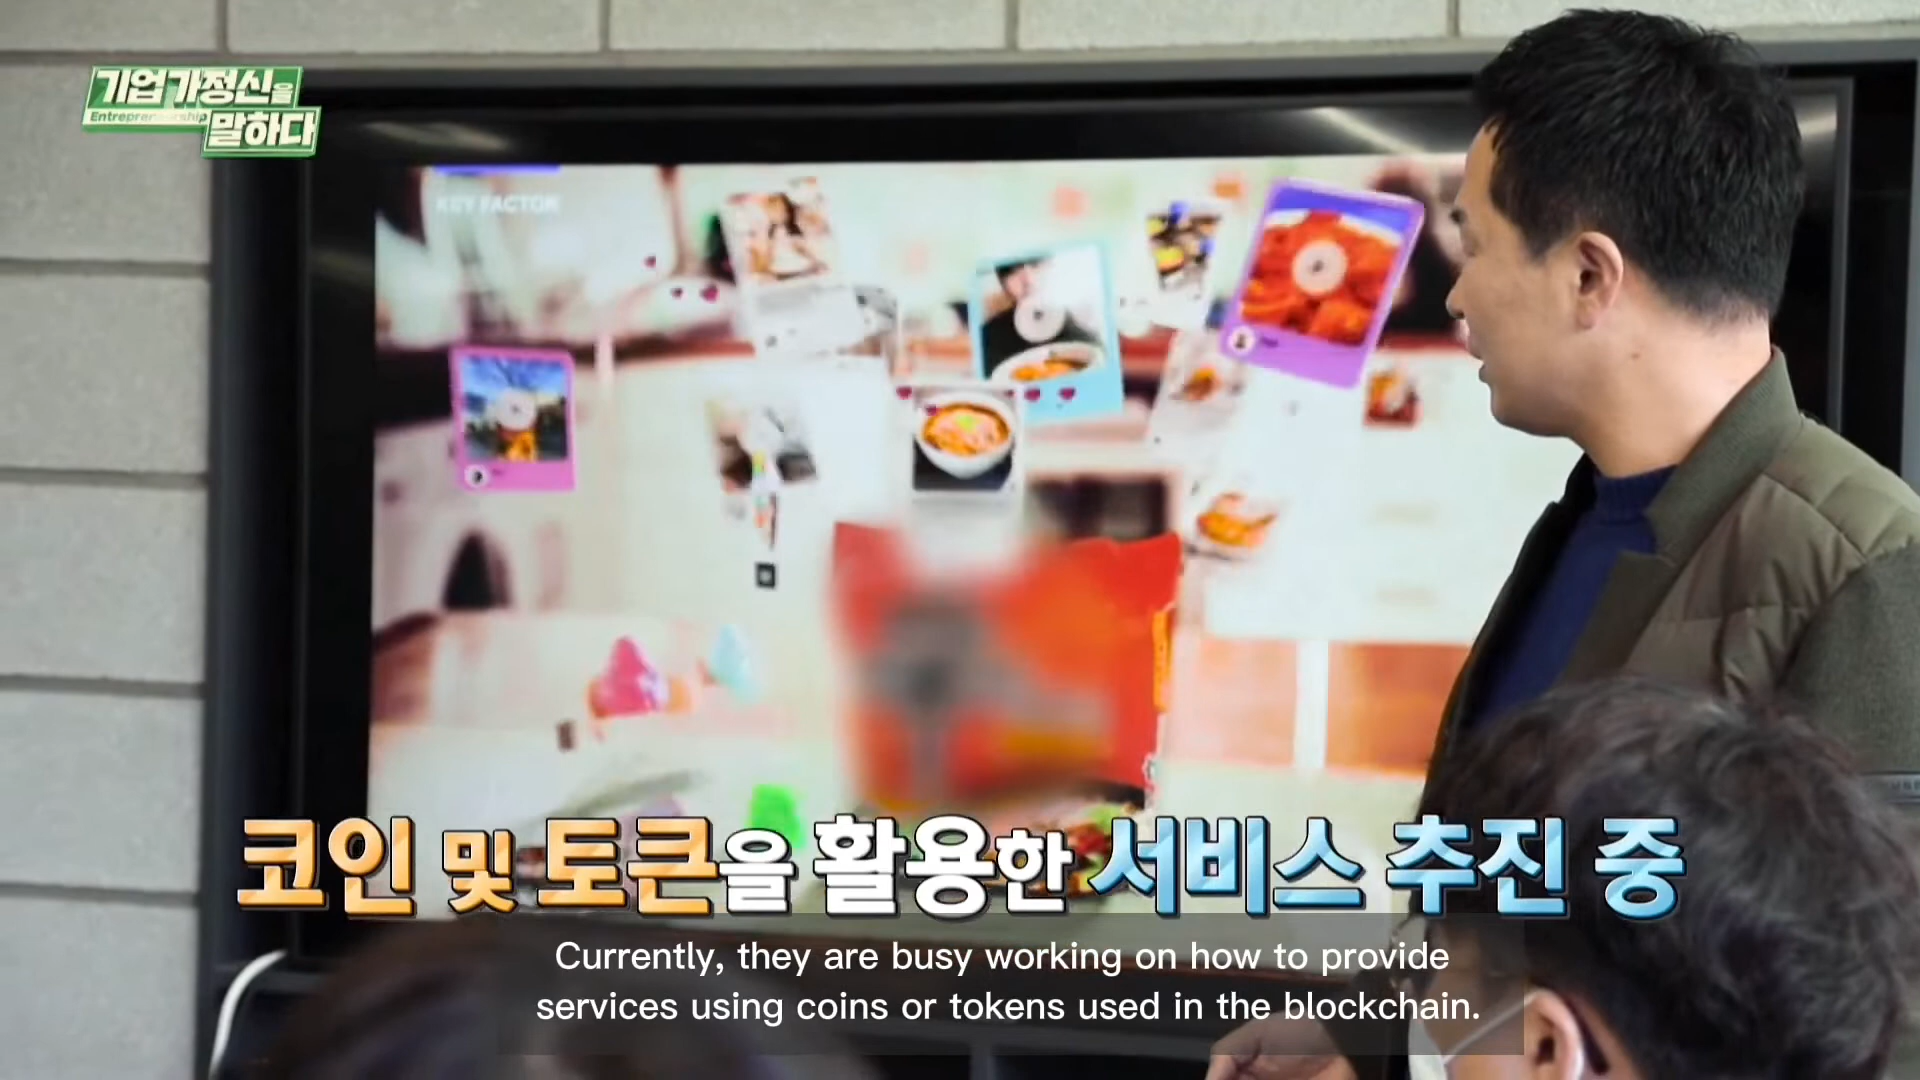 기업가정신을
Entrepreneurship
말하다
KEY FACTOR
코인 및 토큰을 활용한 서비스 추진 중
Currently, they are busy working on how to provide
services using coins or tokens used in the blockchain.